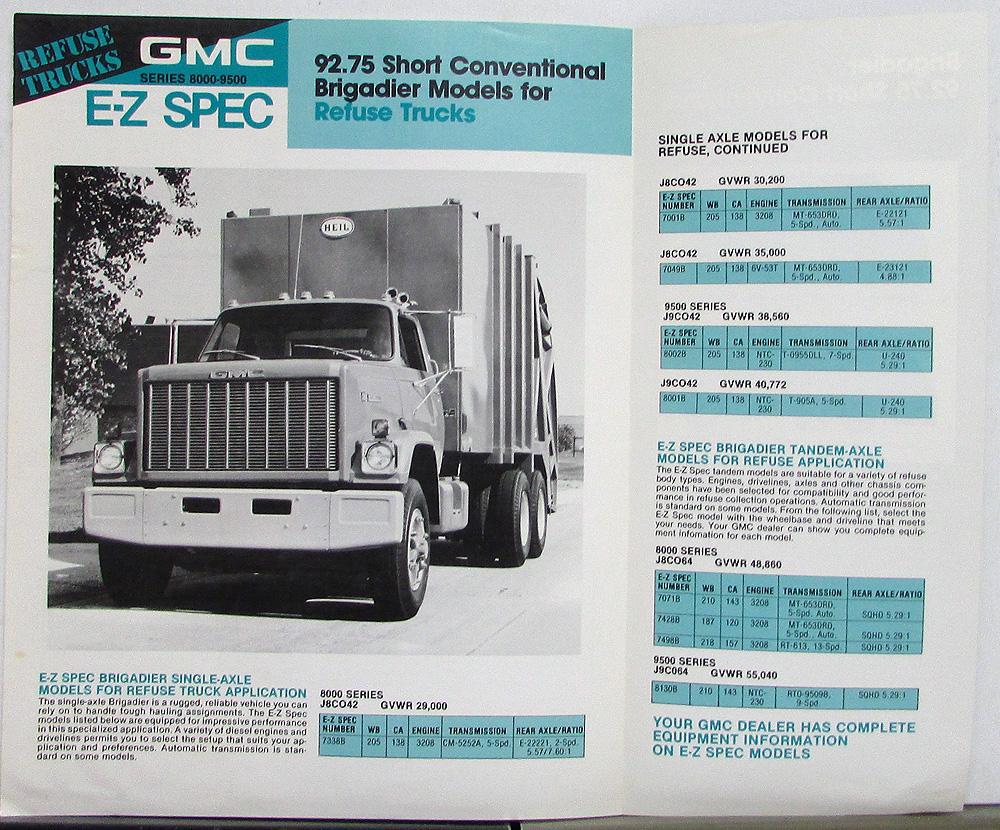 REFUSE
TRUCKS
GMC
SERIES 8000-9500
E-Z SPEC
92.75 Short Conventional
Brigadier Models for
Refuse Trucks
HEIL
GMC
E-Z SPEC BRIGADIER SINGLE-AXLE
MODELS FOR REFUSE TRUCK APPLICATION
The single-axle Brigadier is a rugged, reliable vehicle you can
rely on to handle tough hauling assignments. The E-Z Spec
models listed below are equipped for impressive performance
in this specialized application. A variety of diesel engines and
drivelines permits you to select the setup that suits your ap-
plication and preferences. Automatic transmission is stan-
dard on some models.
8000 SERIES
J8CO42 GVWR 29,000
E-Z SPEC NUMBER WB CA ENGINE TRANSMISSION REAR AXLE/RATIO
7338B 205 138 3208 CM-5252A, 5-Spd. E-22221, 2-Spd.
5.57/7.60:1
SINGLE AXLE MODELS FOR
REFUSE, CONTINUED
J8CO42 GVWR 30,200
E-Z SPEC NUMBER WB CA ENGINE TRANSMISSION REAR AXLE/RATIO
7001B 205 138 3208 MT-653DRD, E-22121
5-Spd., Auto. 5.57:1
J8CO42 GVWR 35,000
7049B 205 138 6V-53T MT-653DRD, E-23121
5-Spd., Auto. 4.88:1
9500 SERIES
J9CO42 GVWR 38,560
E-Z SPEC NUMBER WB CA ENGINE TRANSMISSION REAR AXLE/RATIO
8002B 205 138 NTC- T-09550LL, 7-Spd. U-240
230 5.29:1
J9CO42 GVWR 40,772
8001B 205 138 NTC- T-905A, 5-Spd. U-240
230 5.29:1
E-Z SPEC BRIGADIER TANDEM-AXLE
MODELS FOR REFUSE APPLICATION
The E-Z Spec tandem models are suitable for a variety of refuse
body types. Engines, drivelines, axles and other chassis com-
ponents have been selected for compatibility and good perfor-
mance in refuse collection operations. Automatic transmission
is standard on some models. From the following list, select the
E-Z Spec model with the wheelbase and driveline that meets
your needs. Your GMC dealer can show you complete equip-
ment infomation for each model.
8000 SERIES
J8CO64 GVWR 48,860
E-Z SPEC NUMBER WB CA ENGINE TRANSMISSION REAR AXLE/RATIO
7071B 210 143 3208 MT-653DRD,
5-Spd. Auto. SQHD 5.29:1
7428B 187 120 3208 MT-653DRD,
5-Spd., Auto. SQHD 5.29:1
7498B 218 157 3208 RT-613, 13-Spd. SQHD 5.29:1
9500 SERIES
J9C064 GVWR 55,040
8130B 210 143 NTC- RTO-9509B, SQHD 5.29:1
230 9-Spd.
YOUR GMC DEALER HAS COMPLETE
EQUIPMENT INFORMATION
ON E-Z SPEC MODELS